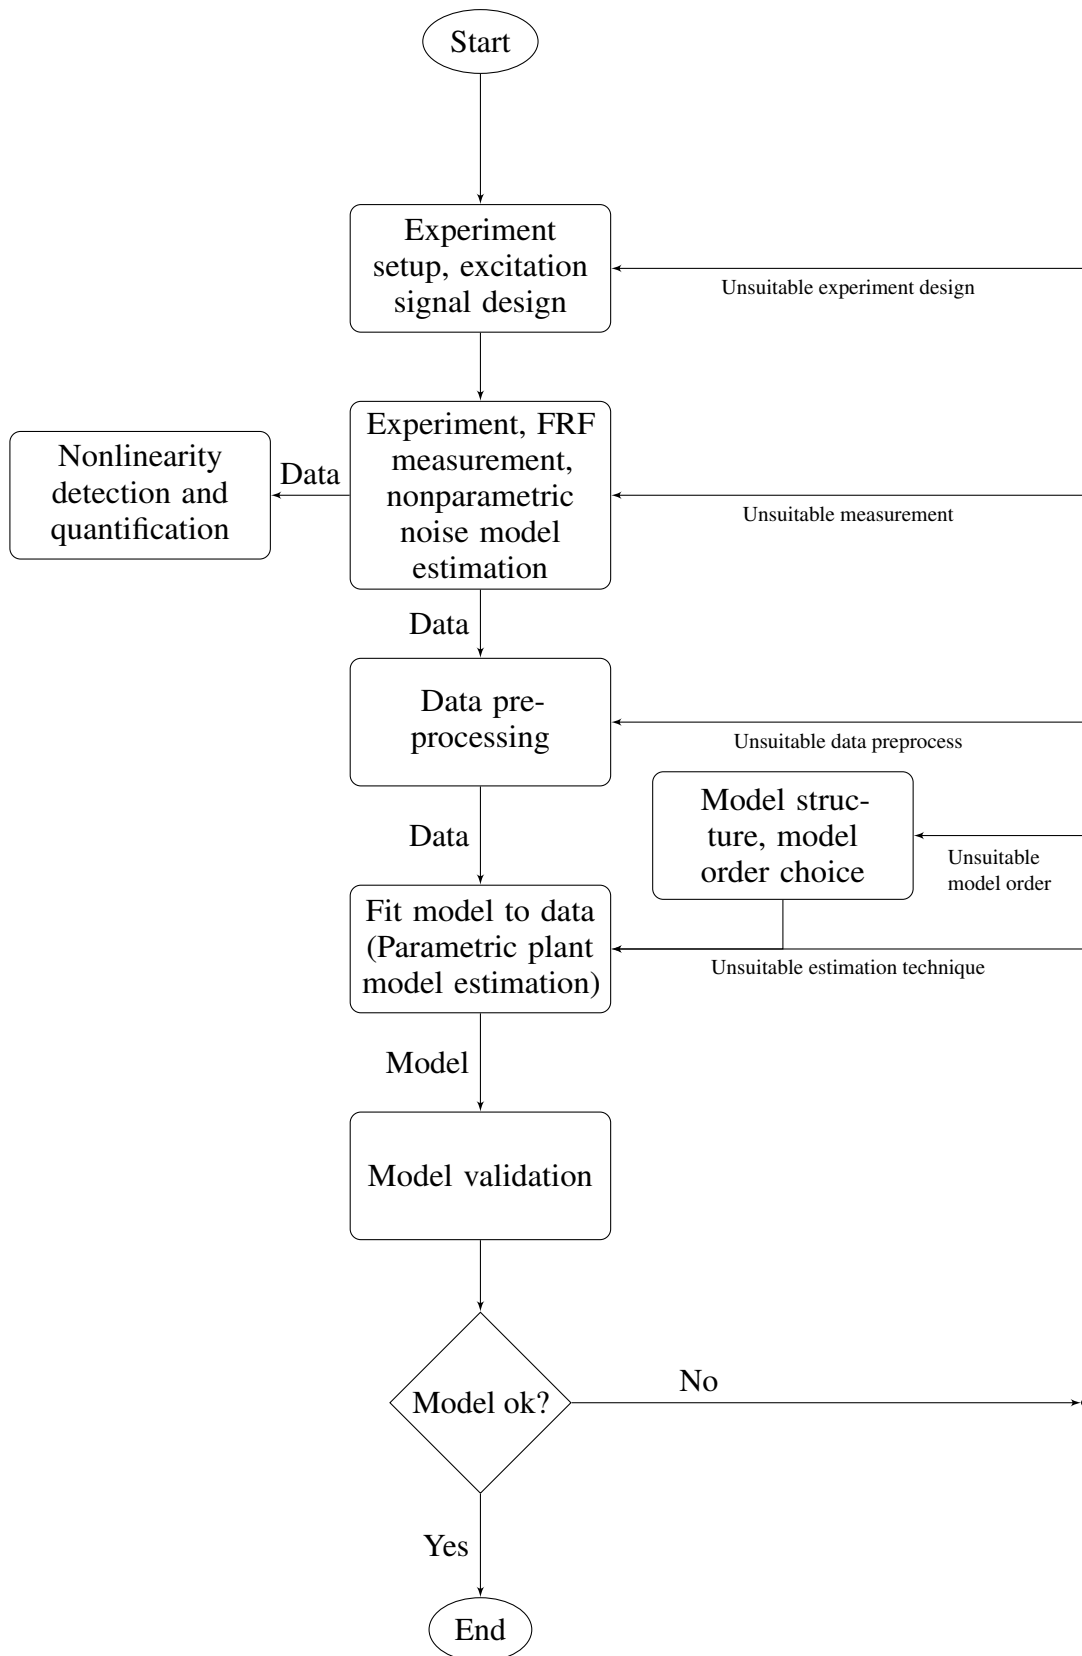 Start
Experiment
setup, excitation
signal design
Unsuitable experiment design
Experiment, FRF
measurement,
nonparametric
noise model
estimation
Data
Nonlinearity
detection and
quantification
Unsuitable measurement
Data
Data pre-
processing
Unsuitable data preprocess
Model struc-
ture, model
order choice
Unsuitable
model order
Data
Fit model to data
(Parametric plant
model estimation)
Unsuitable estimation technique
Model
Model validation
Model ok?
No
Yes
End